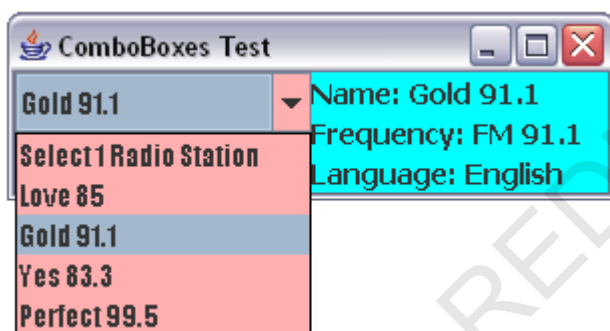 ComboBoxes Test
Gold 91.1
Name: Gold 91.1
Frequency: FM 91.1
Language: English
Select 1 Radio Station
Love 85
Gold 91.1
Yes 83.3
Perfect 99.5
RED